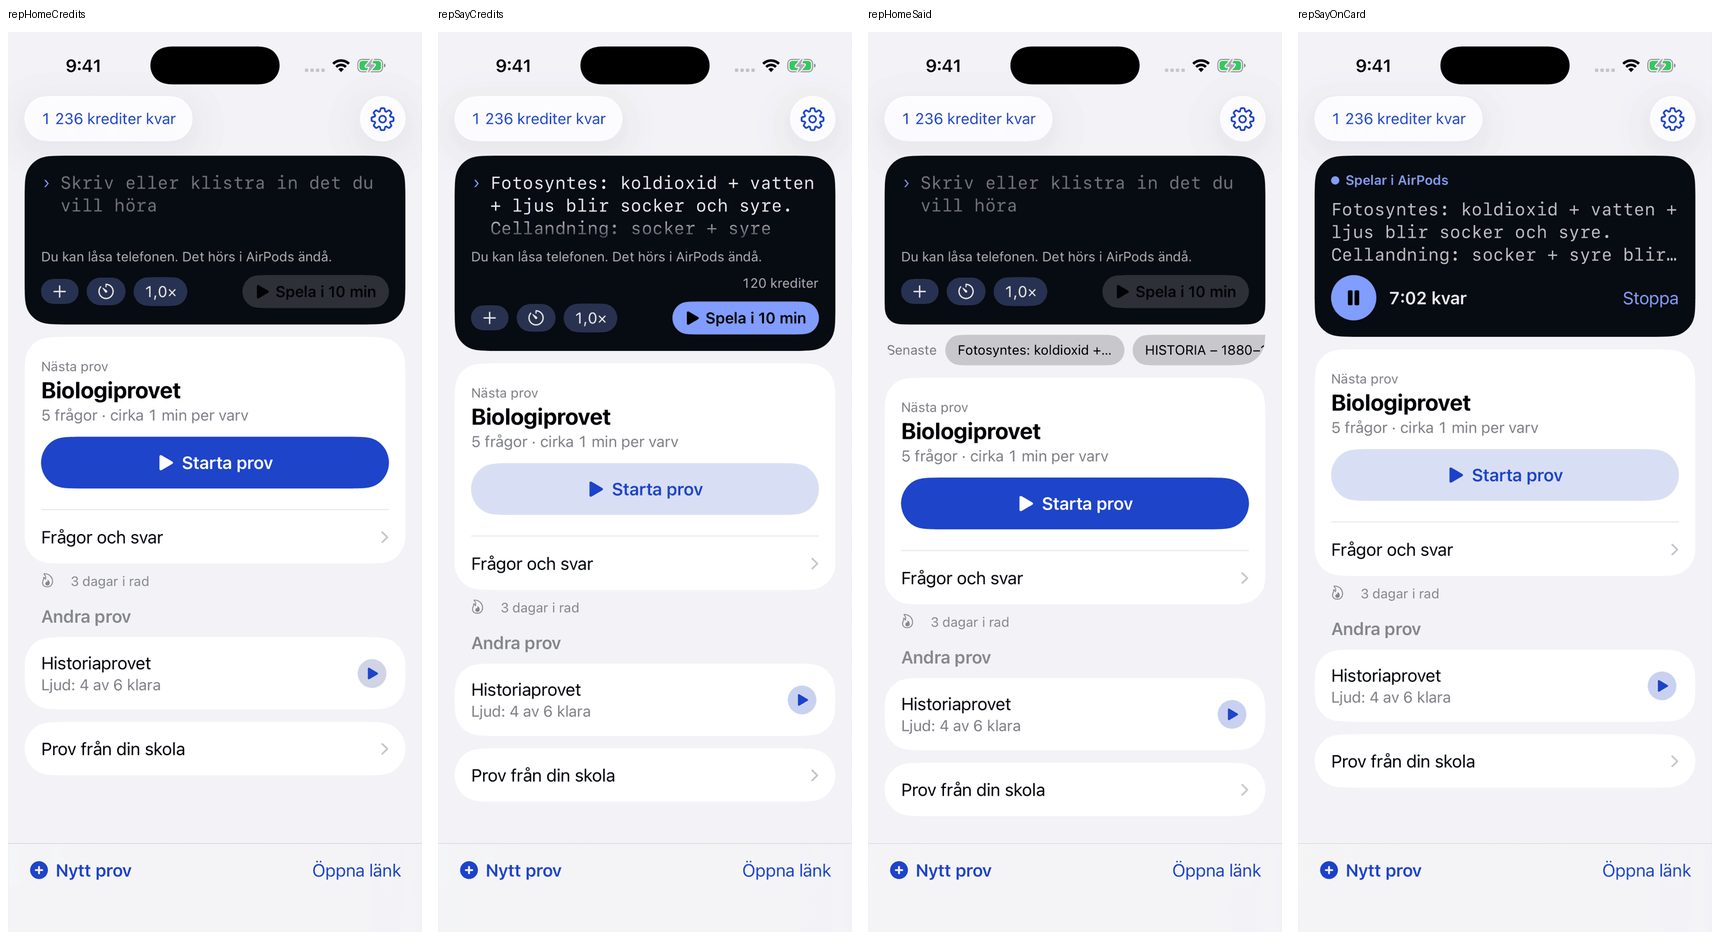 repHomeCredits
9:41
1 236 krediter kvar
› Skriv eller klistra in det du
vill höra
Du kan låsa telefonen. Det hörs i AirPods ändå.
1,0×
Spela i 10 min
Nästa prov
Biologiprovet
5 frågor · cirka 1 min per varv
Starta prov
Frågor och svar
3 dagar i rad
Andra prov
Historiaprovet
Ljud: 4 av 6 klara
Prov från din skola
Nytt prov
Öppna länk
repSayCredits
9:41
1 236 krediter kvar
› Fotosyntes: koldioxid + vatten
+ ljus blir socker och syre.
Cellandning: socker + syre
Du kan låsa telefonen. Det hörs i AirPods ändå.
120 krediter
1,0×
Spela i 10 min
Nästa prov
Biologiprovet
5 frågor · cirka 1 min per varv
Starta prov
Frågor och svar
3 dagar i rad
Andra prov
Historiaprovet
Ljud: 4 av 6 klara
Prov från din skola
Nytt prov
Öppna länk
repHomeSaid
9:41
1 236 krediter kvar
› Skriv eller klistra in det du
vill höra
Du kan låsa telefonen. Det hörs i AirPods ändå.
1,0×
Spela i 10 min
Senaste
Fotosyntes: koldioxid +...
HISTORIA – 1880–
Nästa prov
Biologiprovet
5 frågor · cirka 1 min per varv
Starta prov
Frågor och svar
3 dagar i rad
Andra prov
Historiaprovet
Ljud: 4 av 6 klara
Prov från din skola
Nytt prov
Öppna länk
repSayOnCard
9:41
1 236 krediter kvar
Spelar i AirPods
Fotosyntes: koldioxid + vatten +
ljus blir socker och syre.
Cellandning: socker + syre blir…
7:02 kvar
Stoppa
Nästa prov
Biologiprovet
5 frågor · cirka 1 min per varv
Starta prov
Frågor och svar
3 dagar i rad
Andra prov
Historiaprovet
Ljud: 4 av 6 klara
Prov från din skola
Nytt prov
Öppna länk